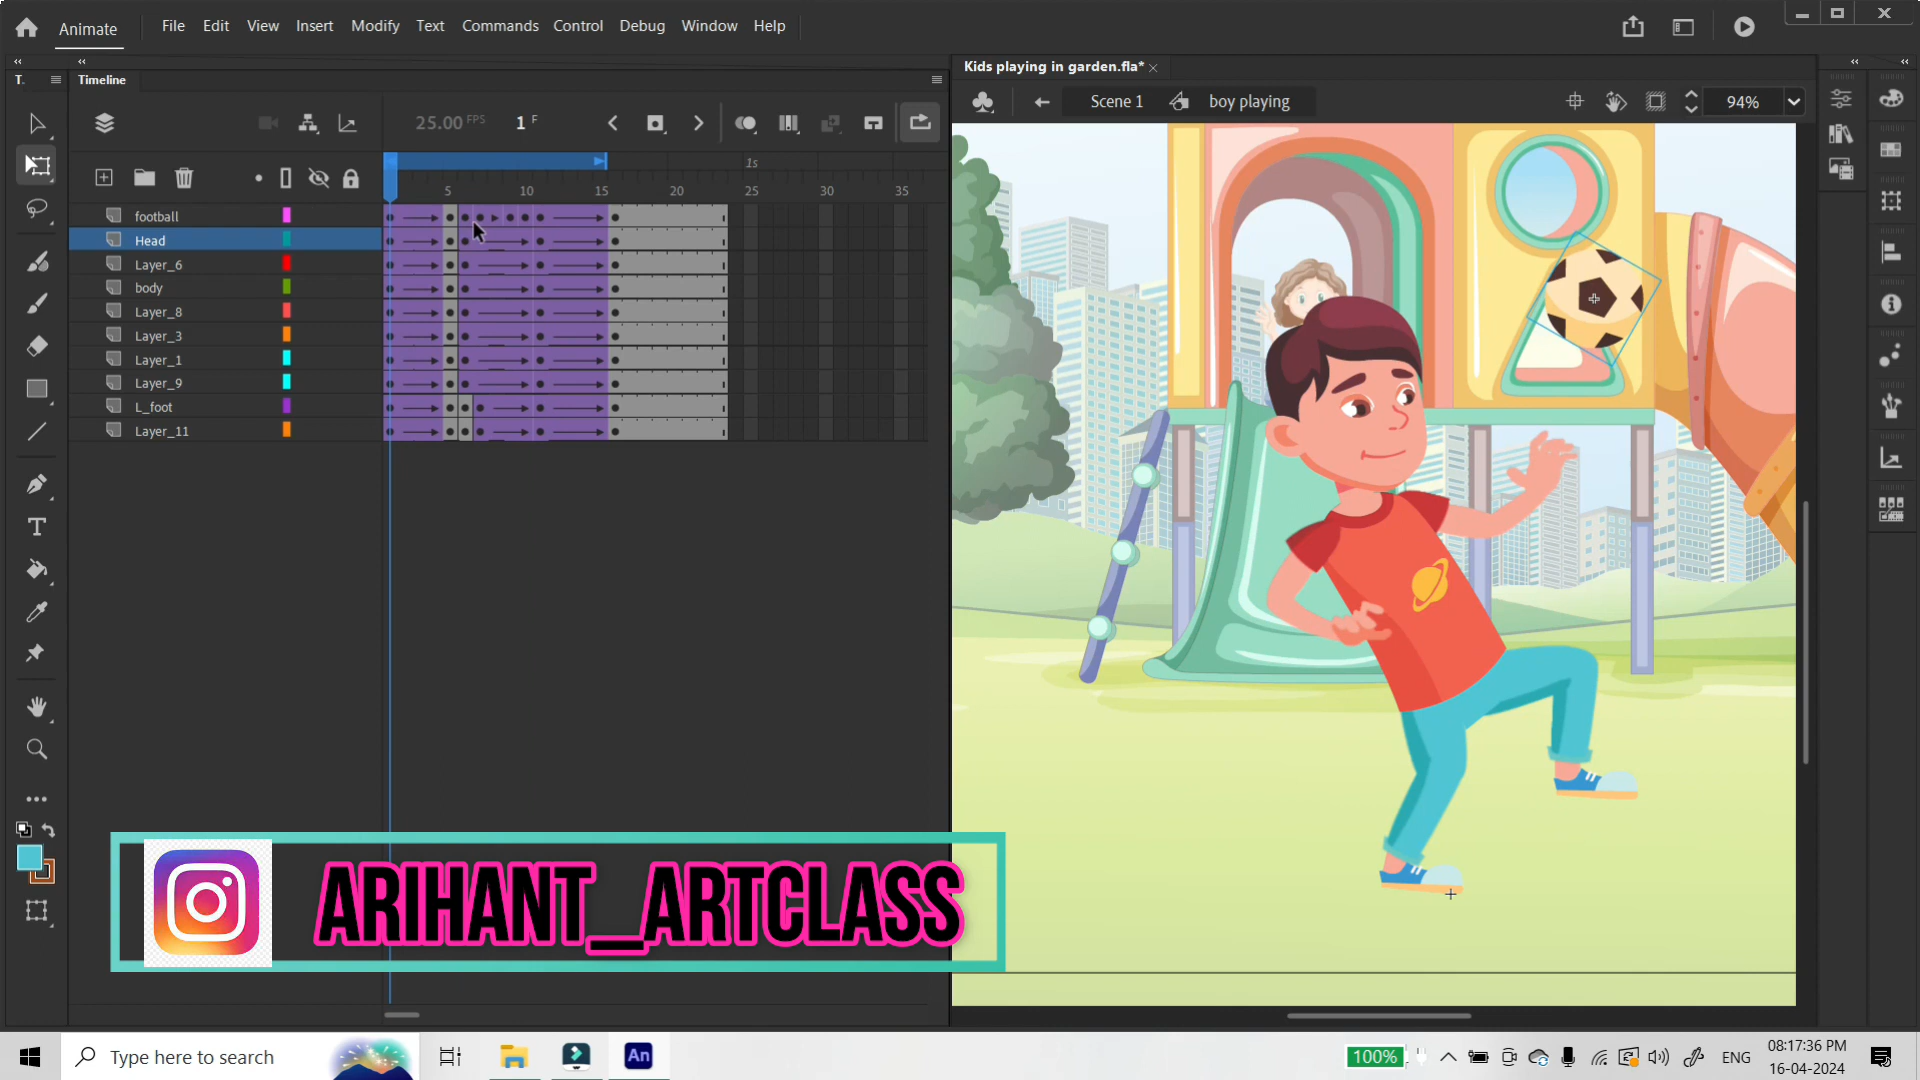 Animate File Edit View Insert Modify Text Commands Control Debug Window Help
T. Timeline
Kids playing in garden.fla*
25.00 FPS 1 F
Scene 1 boy playing 94%
1s
5 10 15 20 25 30 35
football
Head
Layer_6
body
Layer_8
Layer_3
Layer_1
Layer_9
L_foot
Layer_11
ARIHANT_ARTCLASS
Type here to search
An
100%
ENG
08:17:36 PM
16-04-2024